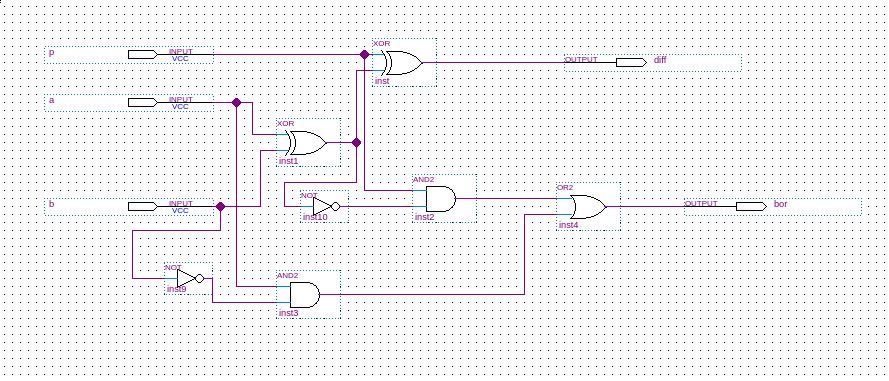 XOR
p INPUT
VCC
OUTPUT diff
inst
a INPUT
VCC
XOR
inst1
AND2
OR2
NOT
b INPUT
VCC
OUTPUT bor
inst10
inst2
inst4
NOT
AND2
inst9
inst3